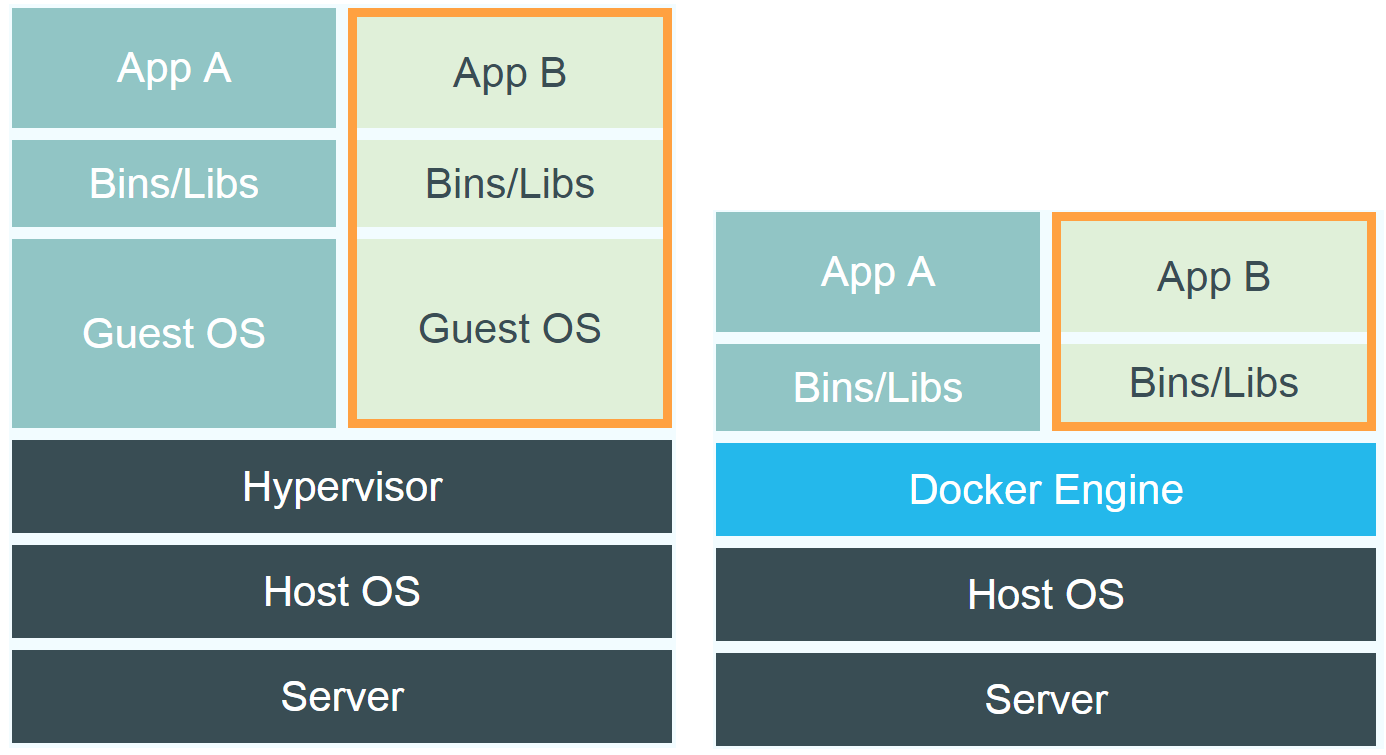 App A
App B
Bins/Libs
Bins/Libs
Guest OS
Guest OS
Hypervisor
Host OS
Server
App A
App B
Bins/Libs
Bins/Libs
Docker Engine
Host OS
Server